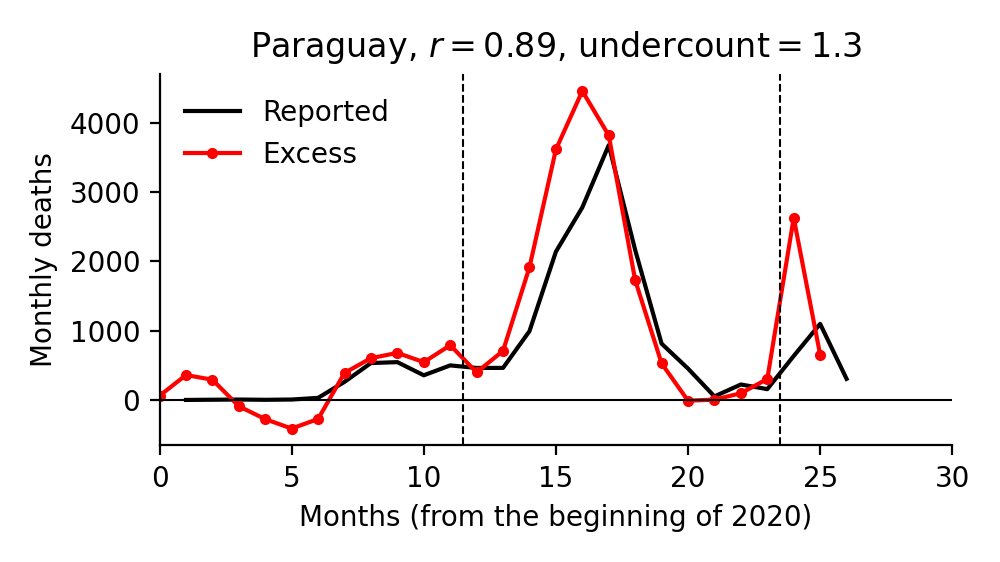 Paraguay, r = 0.89, undercount = 1.3
Reported
Excess
Monthly deaths
4000
3000
2000
1000
0
0 5 10 15 20 25 30
Months (from the beginning of 2020)